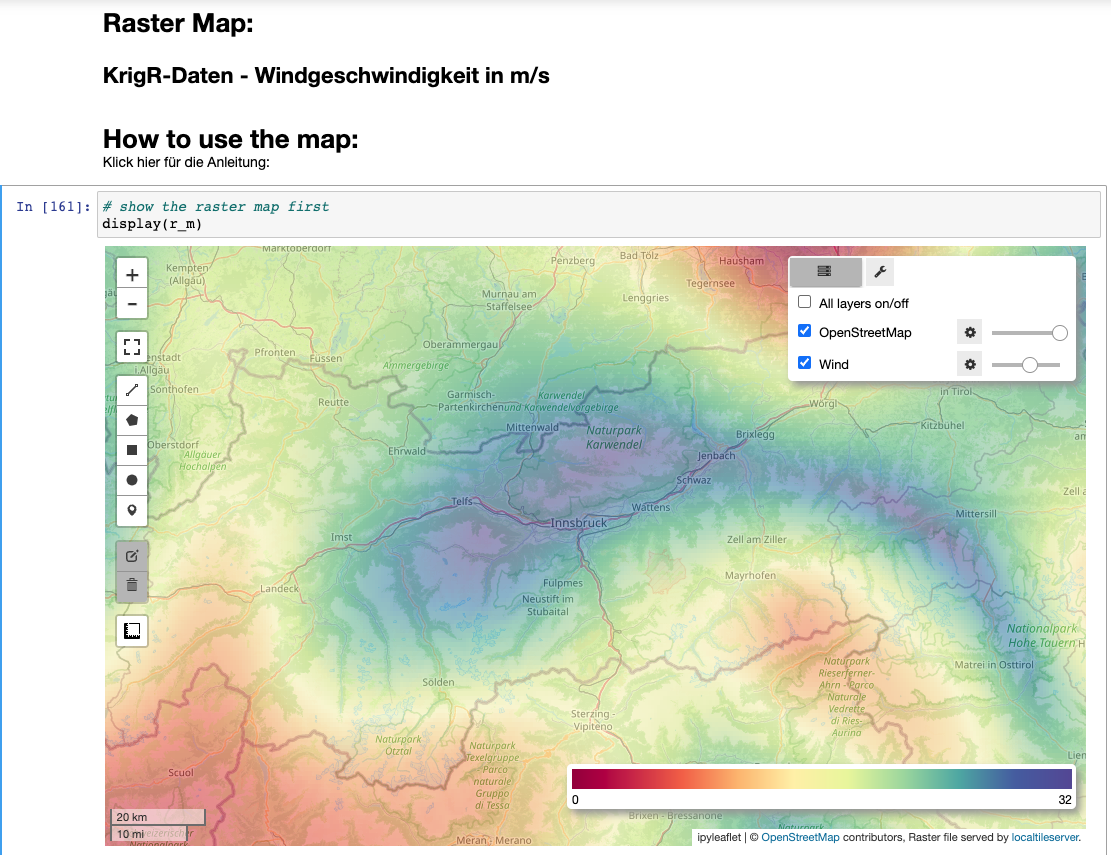 Raster Map:
KrigR-Daten - Windgeschwindigkeit in m/s
How to use the map:
Klick hier für die Anleitung:
In [161]:
# show the raster map first
display(r_m)
Marktoberdorf
Penzberg
Bad Tölz
Hausham
Kempten
(Allgäu)
Tegernsee
Murnau am
Staffelsee
Lenggries
All layers on/off
OpenStreetMap
Wind
Oberammergau
Pfronten
Füssen
i.Allgäu
Ammergebirge
Sonthofen
Reutte
Garmisch-
Partenkirchen
Karwendel
und Karwendelvorgebirge
in Tirol
Wörgl
Mittenwald
Naturpark
Karwendel
Brixlegg
Kitzbühel
Oberstdorf
Allgäuer
Hochalpen
Ehrwald
Jenbach
Schwaz
Telfs
Wattens
Innsbruck
Mittersill
Imst
Zell am Ziller
Mayrhofen
Landeck
Fulpmes
Neustift im
Stubaital
Nationalpark
Hohe Tauern
Matrei in Osttirol
Naturpark
Rieserferner-
Ahrn - Parco
Naturale
Vedrette
di Ries-
Aurina
Sölden
Sterzing -
Vipiteno
Naturpark
Ötztal
Naturpark
Texelgruppe
- Parco
naturale
Gruppo
di Tessa
Scuol
0
32
20 km
10 mi
Brixen - Bressanone
Meran - Merano
Naturpark
ipyleaflet | © OpenStreetMap contributors, Raster file served by localtileserver.